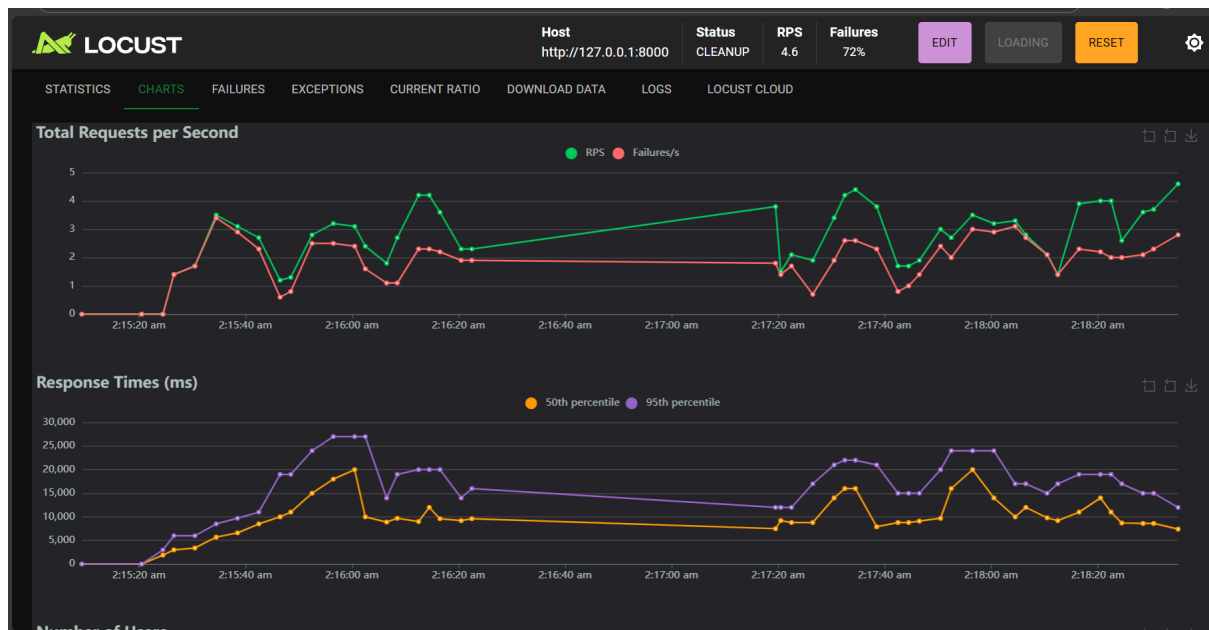 LOCUST
Host
http://127.0.0.1:8000
Status
CLEANUP
RPS
4.6
Failures
72%
EDIT
LOADING
RESET
STATISTICS CHARTS FAILURES EXCEPTIONS CURRENT RATIO DOWNLOAD DATA LOGS LOCUST CLOUD
Total Requests per Second
RPS Failures/s
5
4
3
2
1
0
2:15:20 am 2:15:40 am 2:16:00 am 2:16:20 am 2:16:40 am 2:17:00 am 2:17:20 am 2:17:40 am 2:18:00 am 2:18:20 am
Response Times (ms)
50th percentile 95th percentile
30,000
25,000
20,000
15,000
10,000
5,000
0
2:15:20 am 2:15:40 am 2:16:00 am 2:16:20 am 2:16:40 am 2:17:00 am 2:17:20 am 2:17:40 am 2:18:00 am 2:18:20 am
Number of Users